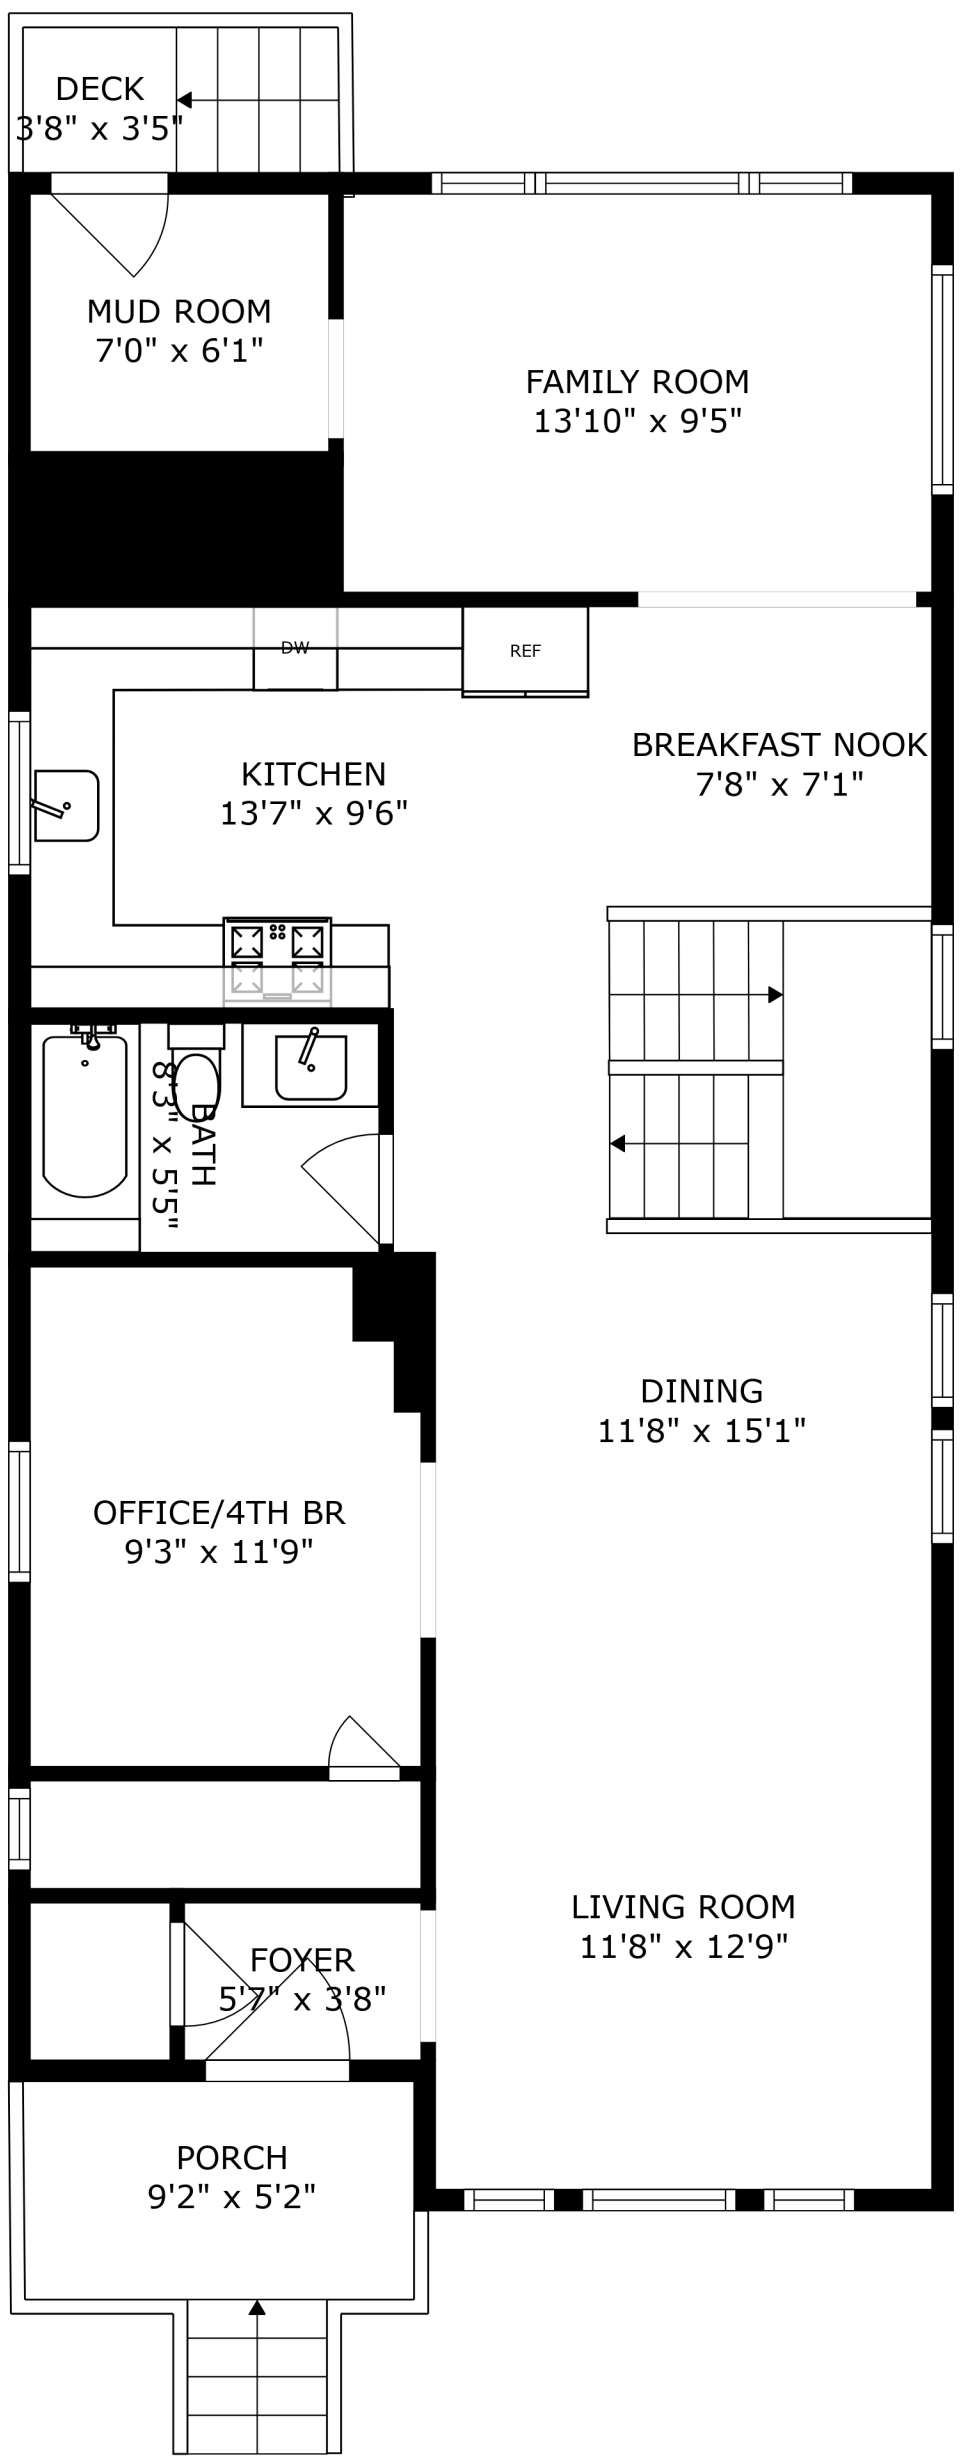 DECK
3'8" x 3'5"
MUD ROOM
7'0" x 6'1"
FAMILY ROOM
13'10" x 9'5"
DW
REF
BREAKFAST NOOK
7'8" x 7'1"
KITCHEN
13'7" x 9'6"
BATH
8'3" x 5'5"
DINING
11'8" x 15'1"
OFFICE/4TH BR
9'3" x 11'9"
LIVING ROOM
11'8" x 12'9"
FOYER
5'7" x 3'8"
PORCH
9'2" x 5'2"